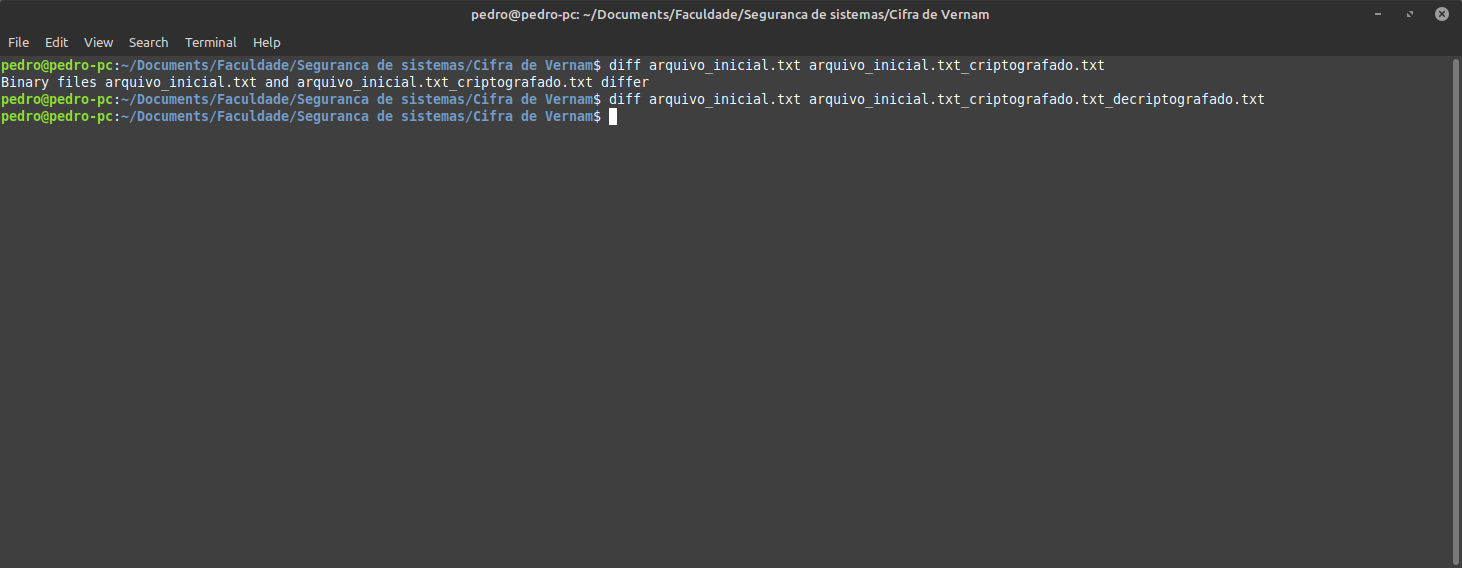 pedro@pedro-pc: ~/Documents/Faculdade/Seguranca de sistemas/Cifra de Vernam
File Edit View Search Terminal Help
pedro@pedro-pc:~/Documents/Faculdade/Seguranca de sistemas/Cifra de Vernam$ diff arquivo_inicial.txt arquivo_inicial.txt_criptografado.txt
Binary files arquivo_inicial.txt and arquivo_inicial.txt_criptografado.txt differ
pedro@pedro-pc:~/Documents/Faculdade/Seguranca de sistemas/Cifra de Vernam$ diff arquivo_inicial.txt arquivo_inicial.txt_criptografado.txt_decriptografado.txt
pedro@pedro-pc:~/Documents/Faculdade/Seguranca de sistemas/Cifra de Vernam$